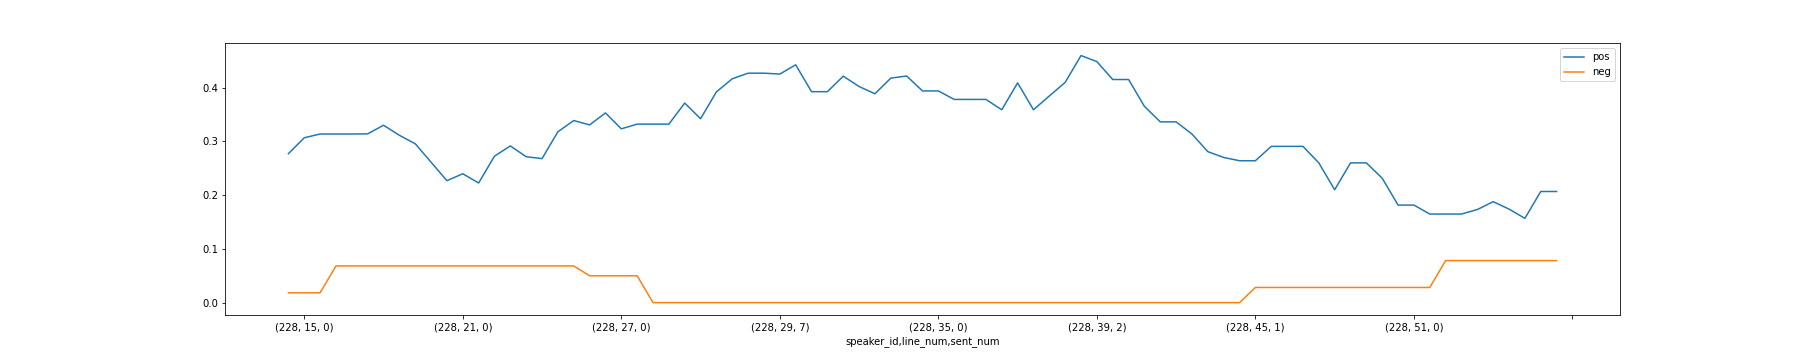 pos
neg
0.4
0.3
0.2
0.1
0.0
(228, 15, 0) (228, 21, 0) (228, 27, 0) (228, 29, 7) (228, 35, 0) (228, 39, 2) (228, 45, 1) (228, 51, 0)
speaker_id,line_num,sent_num